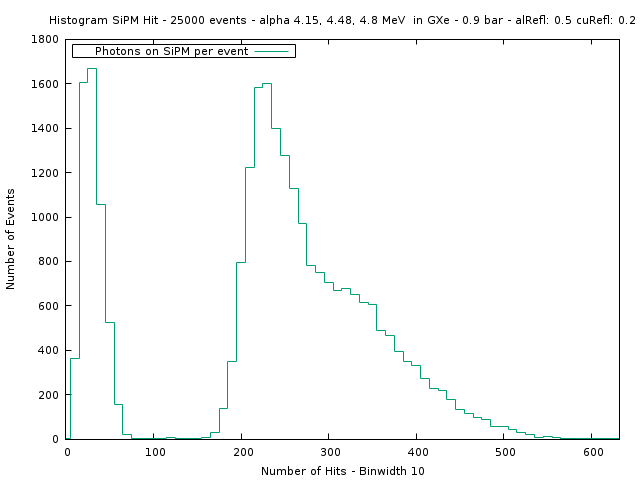 Histogram SiPM Hit - 25000 events - alpha 4.15, 4.48, 4.8 MeV  in GXe - 0.9 bar - alRefl: 0.5 cuRefl: 0.2
Photons on SiPM per event
1800
1600
1400
1200
1000
800
600
400
200
0
Number of Events
0 100 200 300 400 500 600
Number of Hits - Binwidth 10